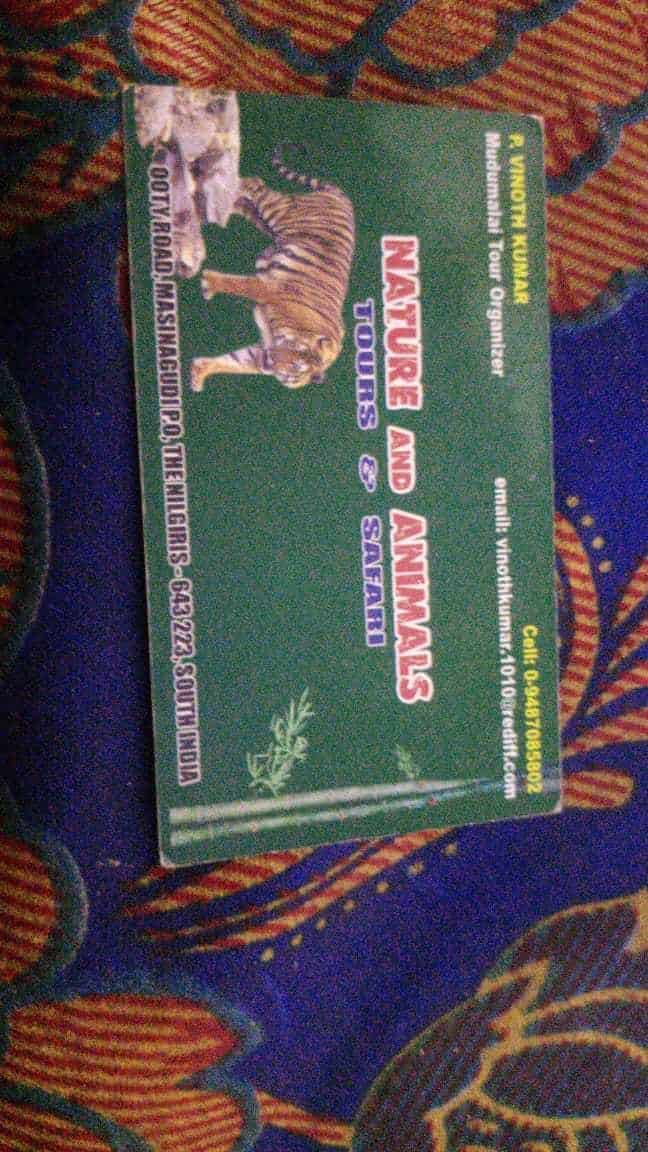 P. VINOTH KUMAR
Mudumalai Tour Organizer
Cell: 0-9487085802
email: vinothkumar.1010@rediff.com
NATURE AND ANIMALS
TOURS & SAFARI
OOTY ROAD, MASINAGUDI P.O, THE NILGIRIS - 643 223, SOUTH INDIA